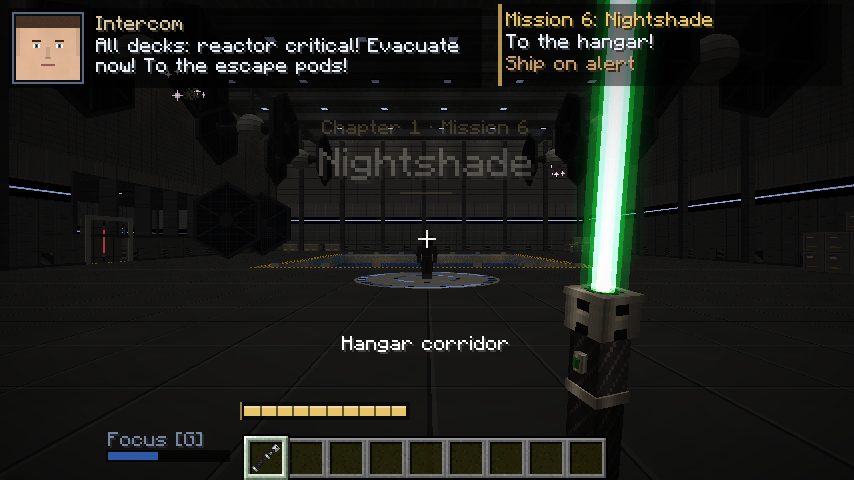 Intercom
All decks: reactor critical! Evacuate
now! To the escape pods!
Mission 6: Nightshade
To the hangar!
Ship on alert
Chapter 1 · Mission 6
Nightshade
Hangar corridor
Focus [G]